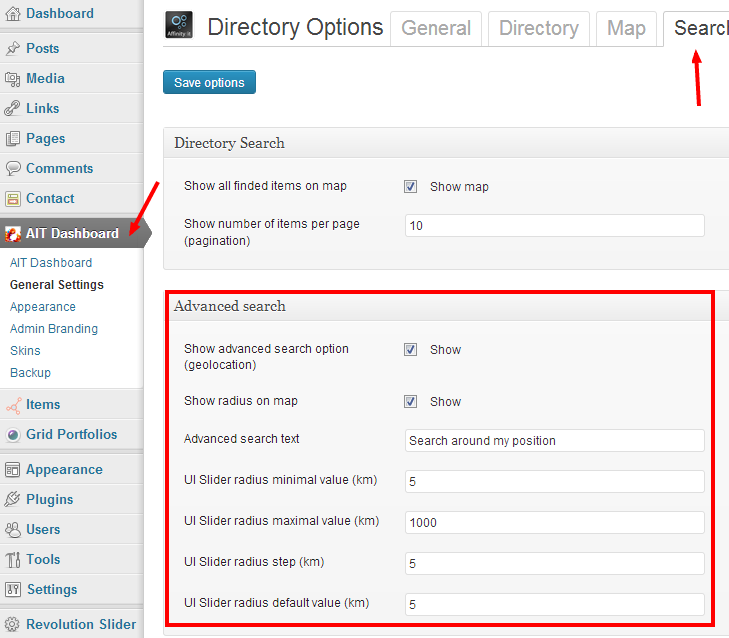 Dashboard
Posts
Media
Links
Pages
Comments
Contact
AIT Dashboard
AIT Dashboard
General Settings
Appearance
Admin Branding
Skins
Backup
Items
Grid Portfolios
Appearance
Plugins
Users
Tools
Settings
Revolution Slider
Affinity it
Directory Options
General
Directory
Map
Search
Save options
Directory Search
Show all finded items on map
Show map
Show number of items per page
(pagination)
10
Advanced search
Show advanced search option
(geolocation)
Show
Show radius on map
Show
Advanced search text
Search around my position
UI Slider radius minimal value (km)
5
UI Slider radius maximal value (km)
1000
UI Slider radius step (km)
5
UI Slider radius default value (km)
5